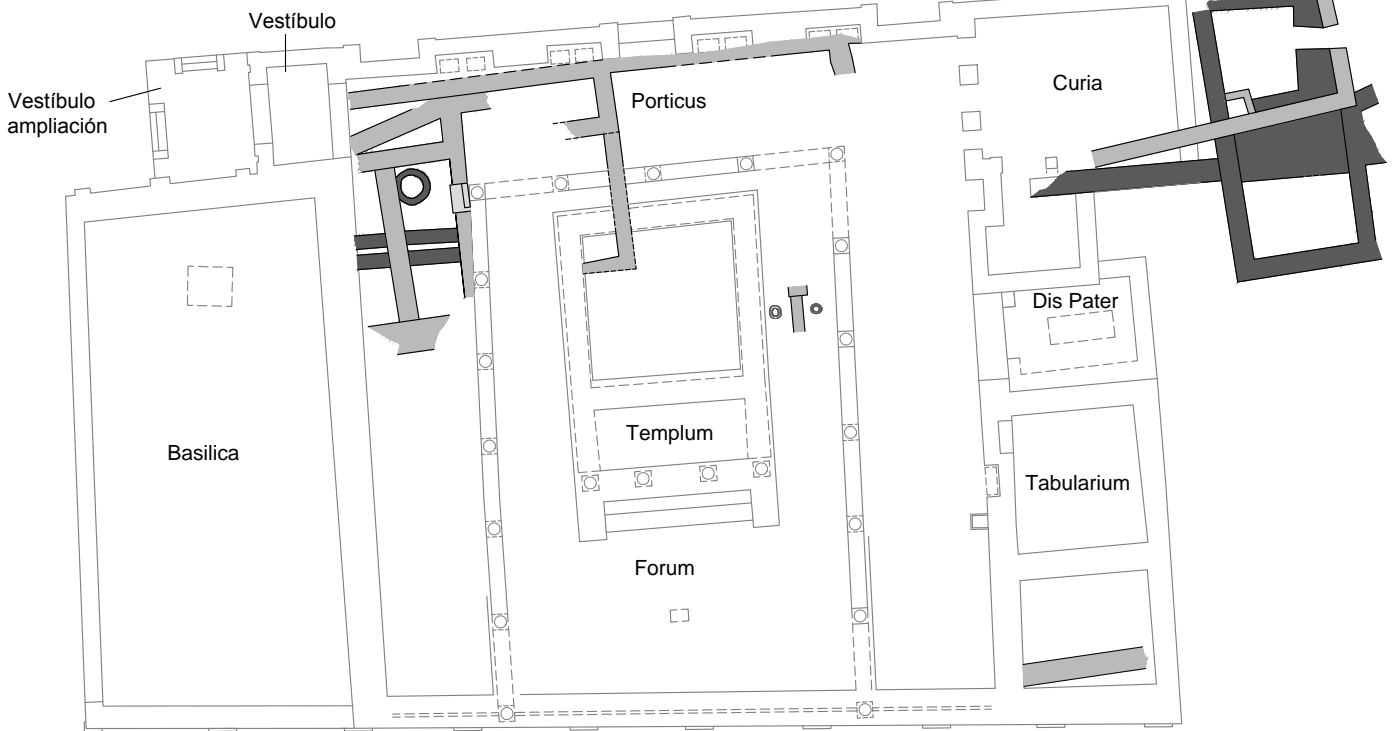 Vestíbulo
Vestíbulo
ampliación
Porticus
Curia
Dis Pater
Basilica
Templum
Tabularium
Forum